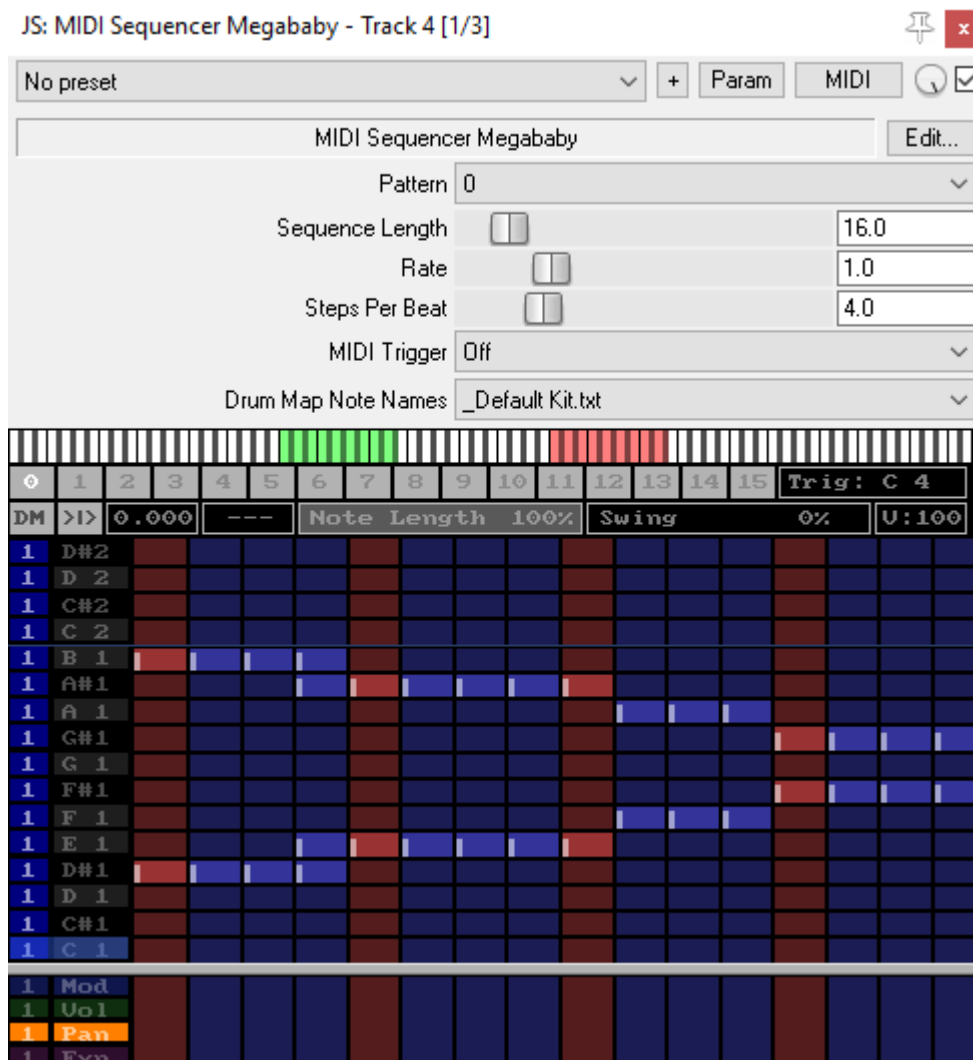 JS: MIDI Sequencer Megababy - Track 4 [1/3]
x
No preset + Param MIDI
MIDI Sequencer Megababy Edit...
Pattern 0
Sequence Length 16.0
Rate 1.0
Steps Per Beat 4.0
MIDI Trigger Off
Drum Map Note Names _Default Kit.txt
0 1 2 3 4 5 6 7 8 9 10 11 12 13 14 15 Trig: C 4
DM >|> 0.000 --- Note Length 100% Swing 0% V:100
1 D#2
1 D 2
1 C#2
1 C 2
1 B 1
1 A#1
1 A 1
1 G#1
1 G 1
1 F#1
1 F 1
1 E 1
1 D#1
1 D 1
1 C#1
1 C 1
1 Mod
1 Vol
1 Pan
1 Exp